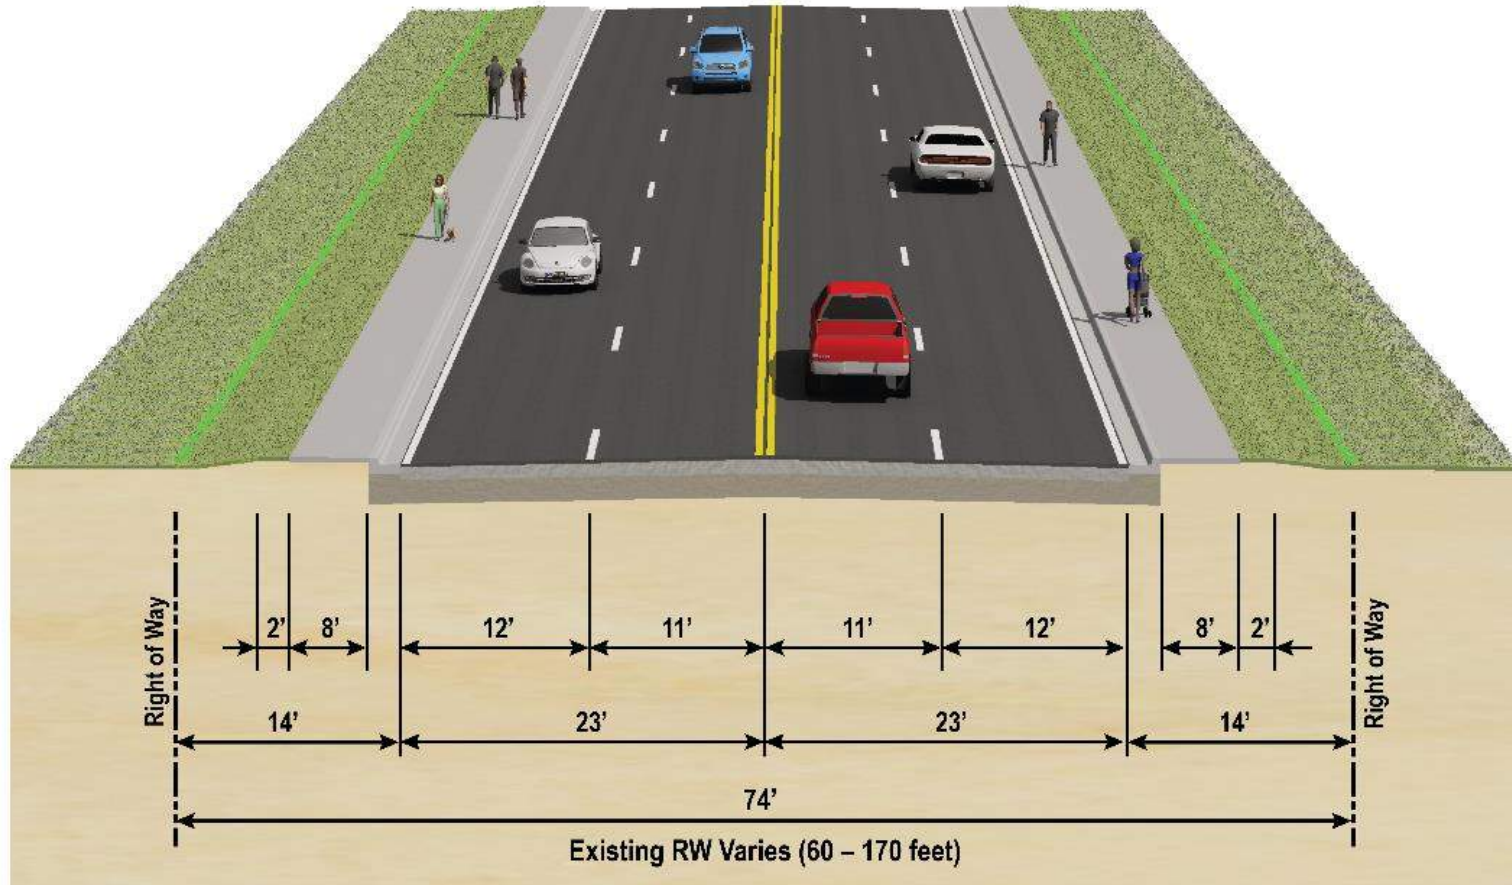 2' 8' 12' 11' 11' 12' 8' 2'
Right of Way
Right of Way
14' 23' 23' 14'
74'
Existing RW Varies (60 – 170 feet)